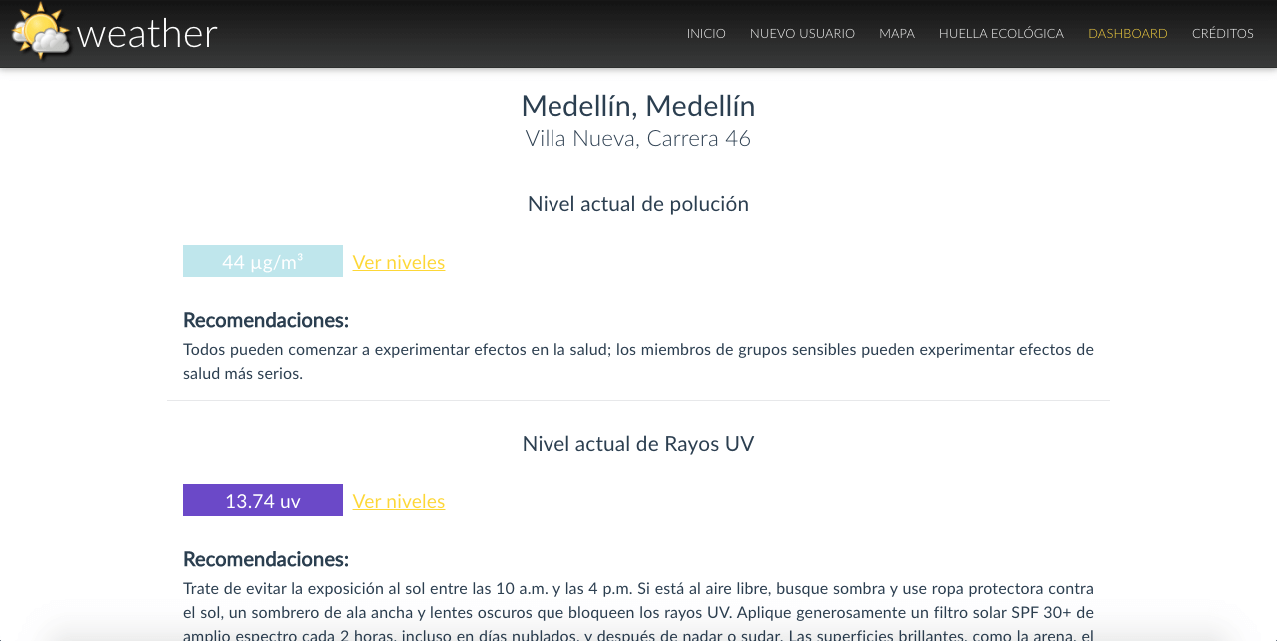 weather
INICIO NUEVO USUARIO MAPA HUELLA ECOLÓGICA DASHBOARD CRÉDITOS
Medellín, Medellín
Villa Nueva, Carrera 46
Nivel actual de polución
44 µg/m³ Ver niveles
Recomendaciones:
Todos pueden comenzar a experimentar efectos en la salud; los miembros de grupos sensibles pueden experimentar efectos de
salud más serios.
Nivel actual de Rayos UV
13.74 uv Ver niveles
Recomendaciones:
Trate de evitar la exposición al sol entre las 10 a.m. y las 4 p.m. Si está al aire libre, busque sombra y use ropa protectora contra
el sol, un sombrero de ala ancha y lentes oscuros que bloqueen los rayos UV. Aplique generosamente un filtro solar SPF 30+ de
amplio espectro cada 2 horas, incluso en días nublados, y después de nadar o sudar. Las superficies brillantes, como la arena, el